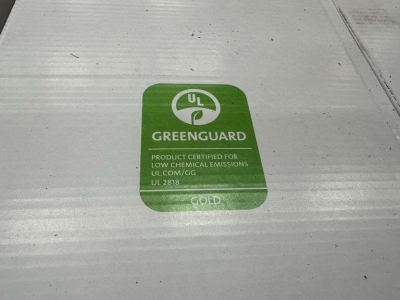 UL
GREENGUARD
PRODUCT CERTIFIED FOR
LOW CHEMICAL EMISSIONS
UL.COM/GG
UL 2818
GOLD